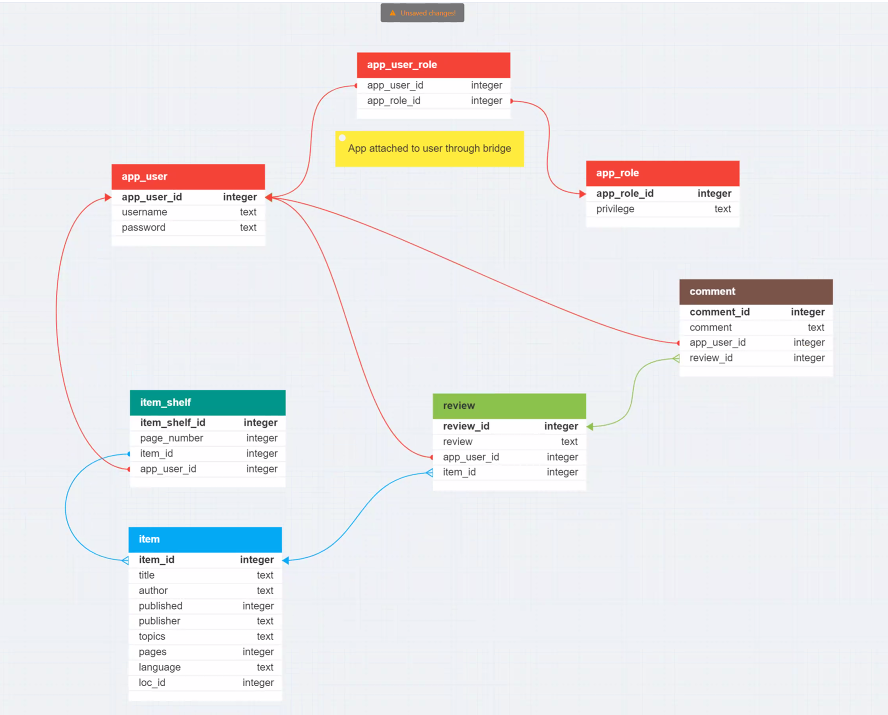 Unsaved changes!
app_user_role
app_user_id integer
app_role_id integer
App attached to user through bridge
app_user
app_user_id integer
username text
password text
app_role
app_role_id integer
privilege text
comment
comment_id integer
comment text
app_user_id integer
review_id integer
item_shelf
item_shelf_id integer
page_number integer
item_id integer
app_user_id integer
review
review_id integer
review text
app_user_id integer
item_id integer
item
item_id integer
title text
author text
published integer
publisher text
topics text
pages integer
language text
loc_id integer